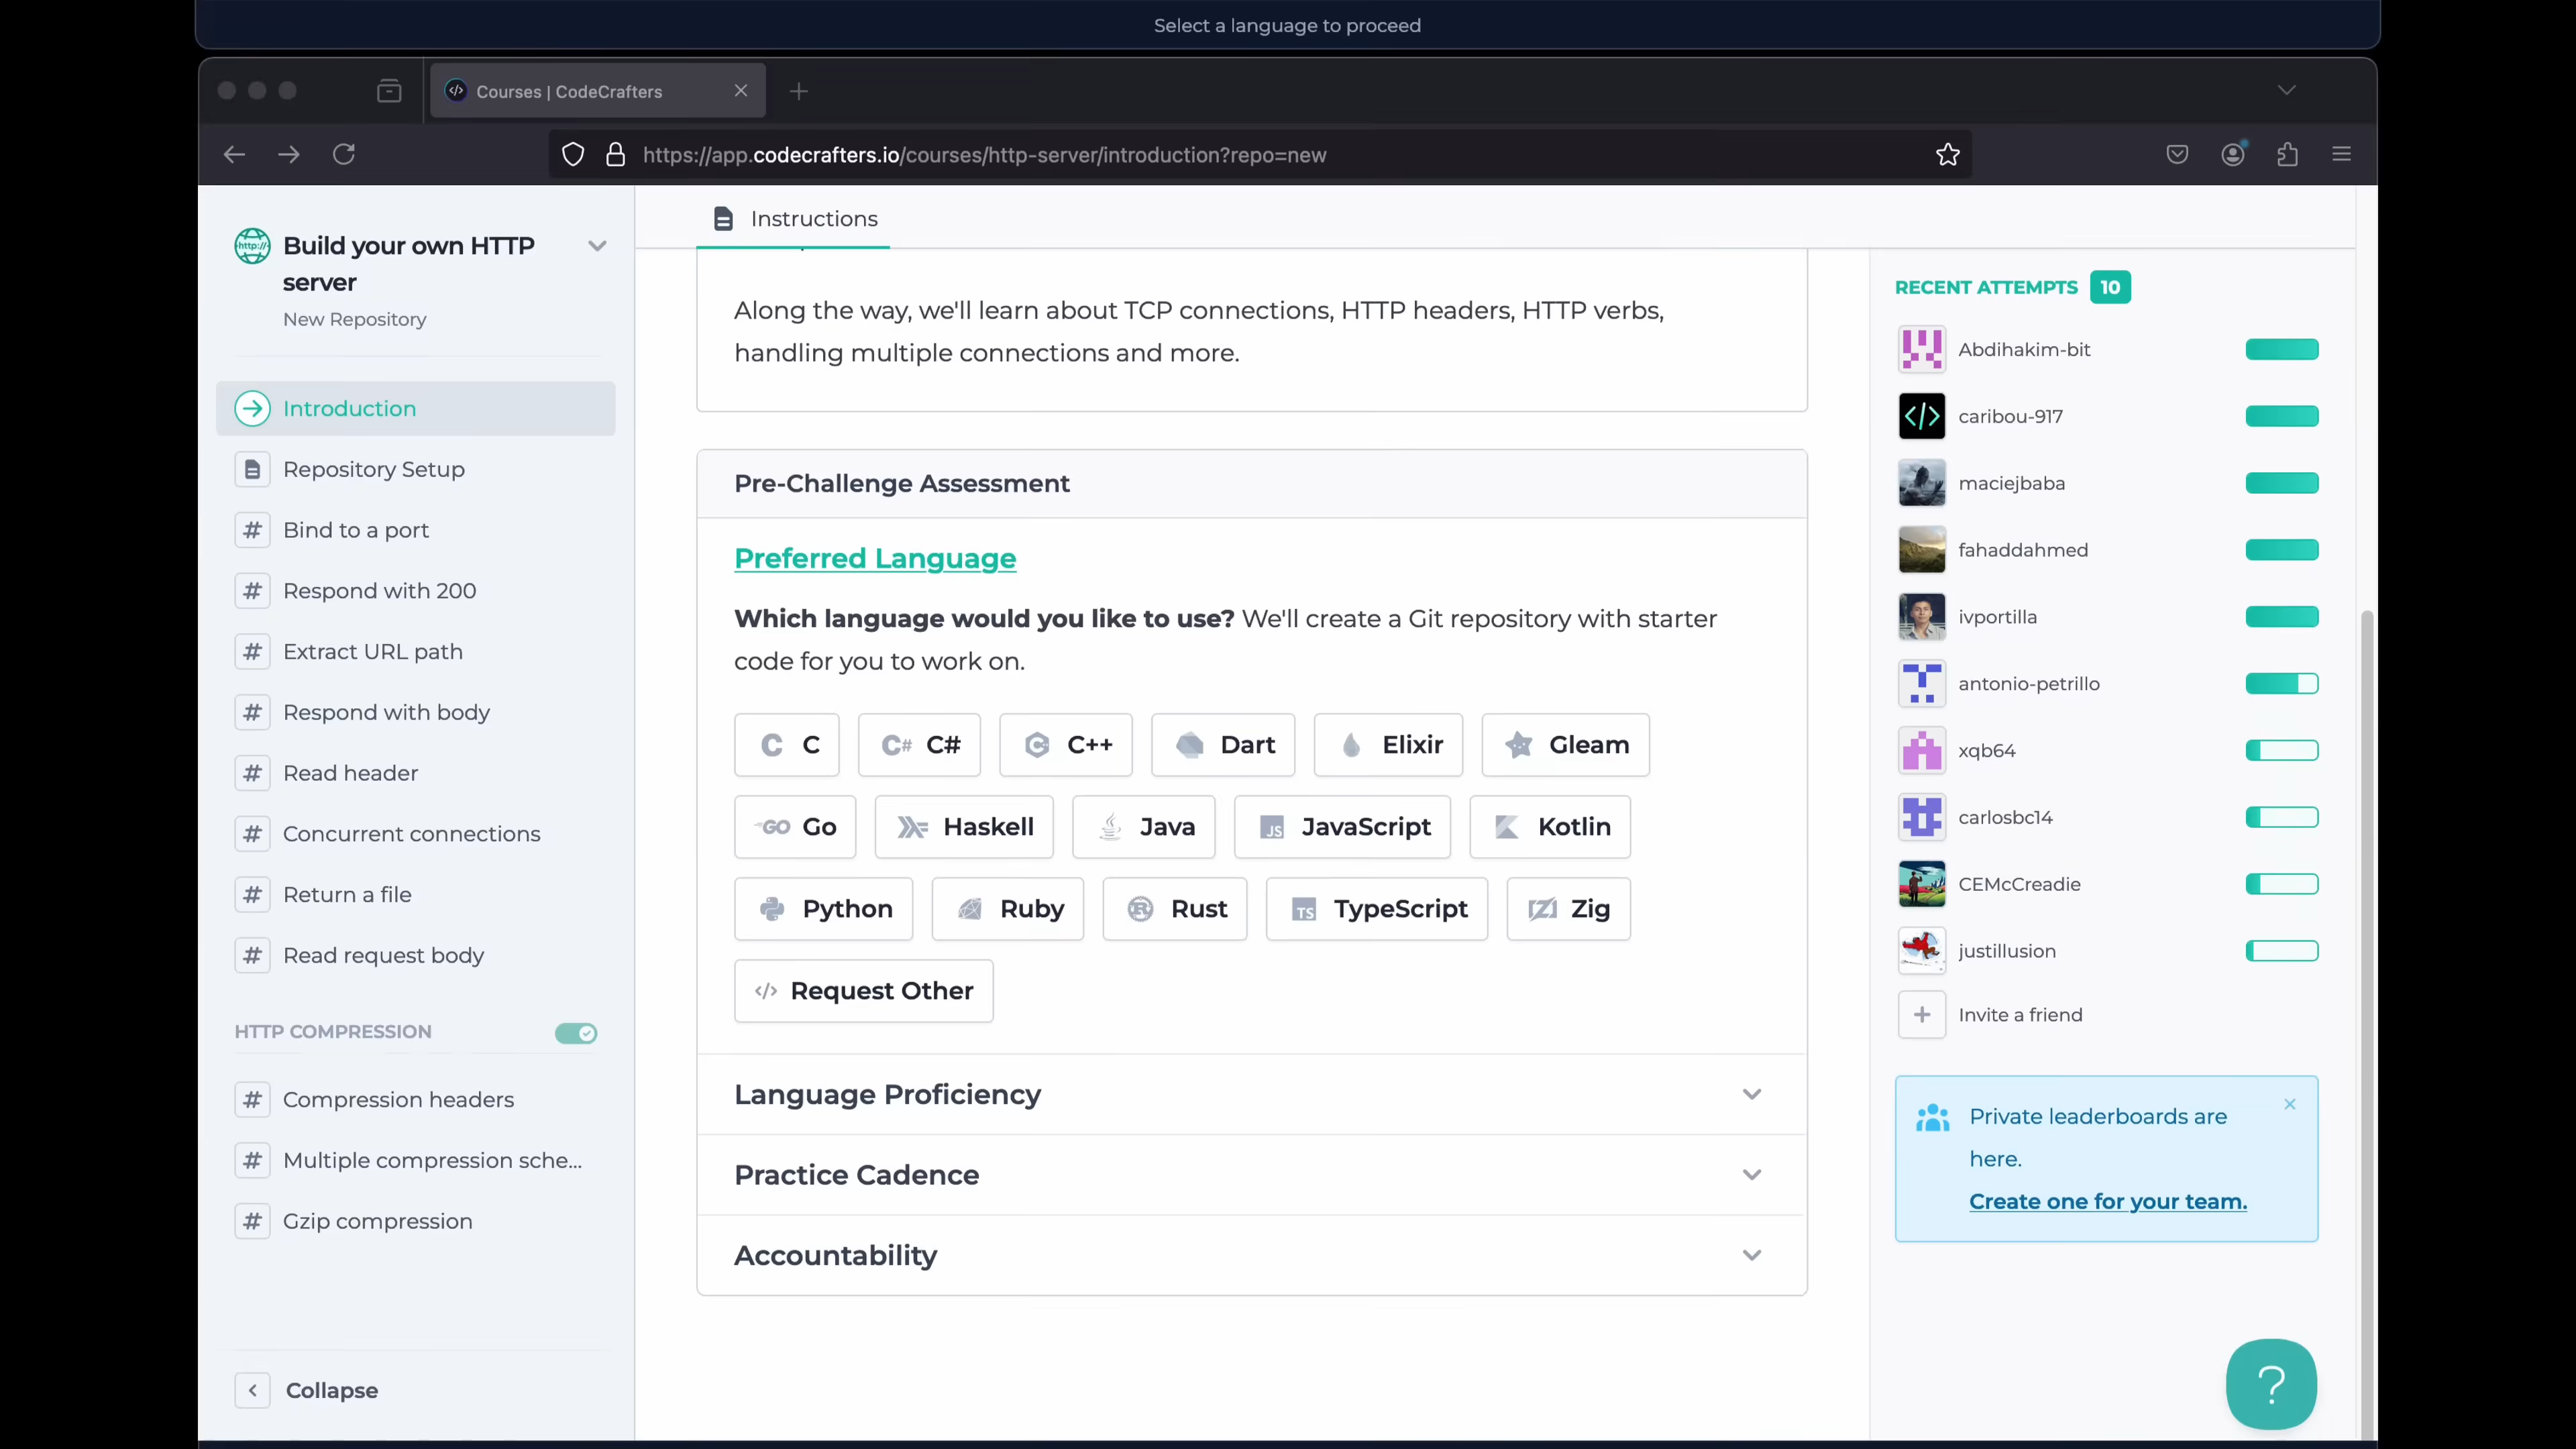 Select a language to proceed
Courses | CodeCrafters
https://app.codecrafters.io/courses/http-server/introduction?repo=new
http://
Build your own HTTP
server
New Repository
Introduction
Repository Setup
# Bind to a port
# Respond with 200
# Extract URL path
# Respond with body
# Read header
# Concurrent connections
# Return a file
# Read request body
HTTP COMPRESSION
# Compression headers
# Multiple compression sche...
# Gzip compression
Collapse
Instructions
Along the way, we'll learn about TCP connections, HTTP headers, HTTP verbs,
handling multiple connections and more.
Pre-Challenge Assessment
Preferred Language
Which language would you like to use? We'll create a Git repository with starter
code for you to work on.
C C C# C# C++ Dart Elixir Gleam
GO Go Haskell Java JS JavaScript Kotlin
Python Ruby Rust TS TypeScript Zig
</> Request Other
Language Proficiency
Practice Cadence
Accountability
RECENT ATTEMPTS 10
Abdihakim-bit
</> caribou-917
maciejbaba
fahaddahmed
ivportilla
antonio-petrillo
xqb64
carlosbc14
CEMcCreadie
justillusion
+ Invite a friend
Private leaderboards are
here.
Create one for your team.
?